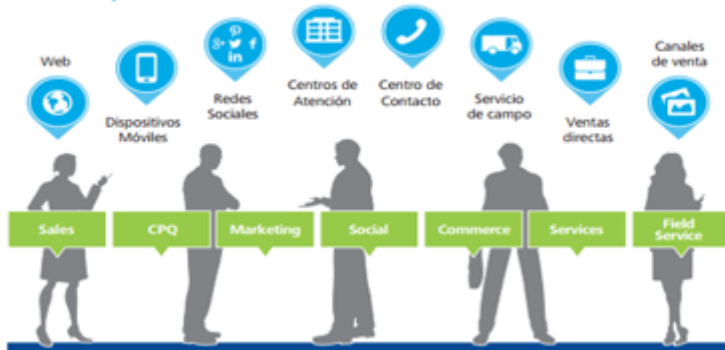 Web
Dispositivos
Móviles
Redes
Sociales
Centros de
Atención
Centro de
Contacto
Servicio
de campo
Ventas
directas
Canales
de venta
Sales
CPQ
Marketing
Social
Commerce
Services
Field
Service